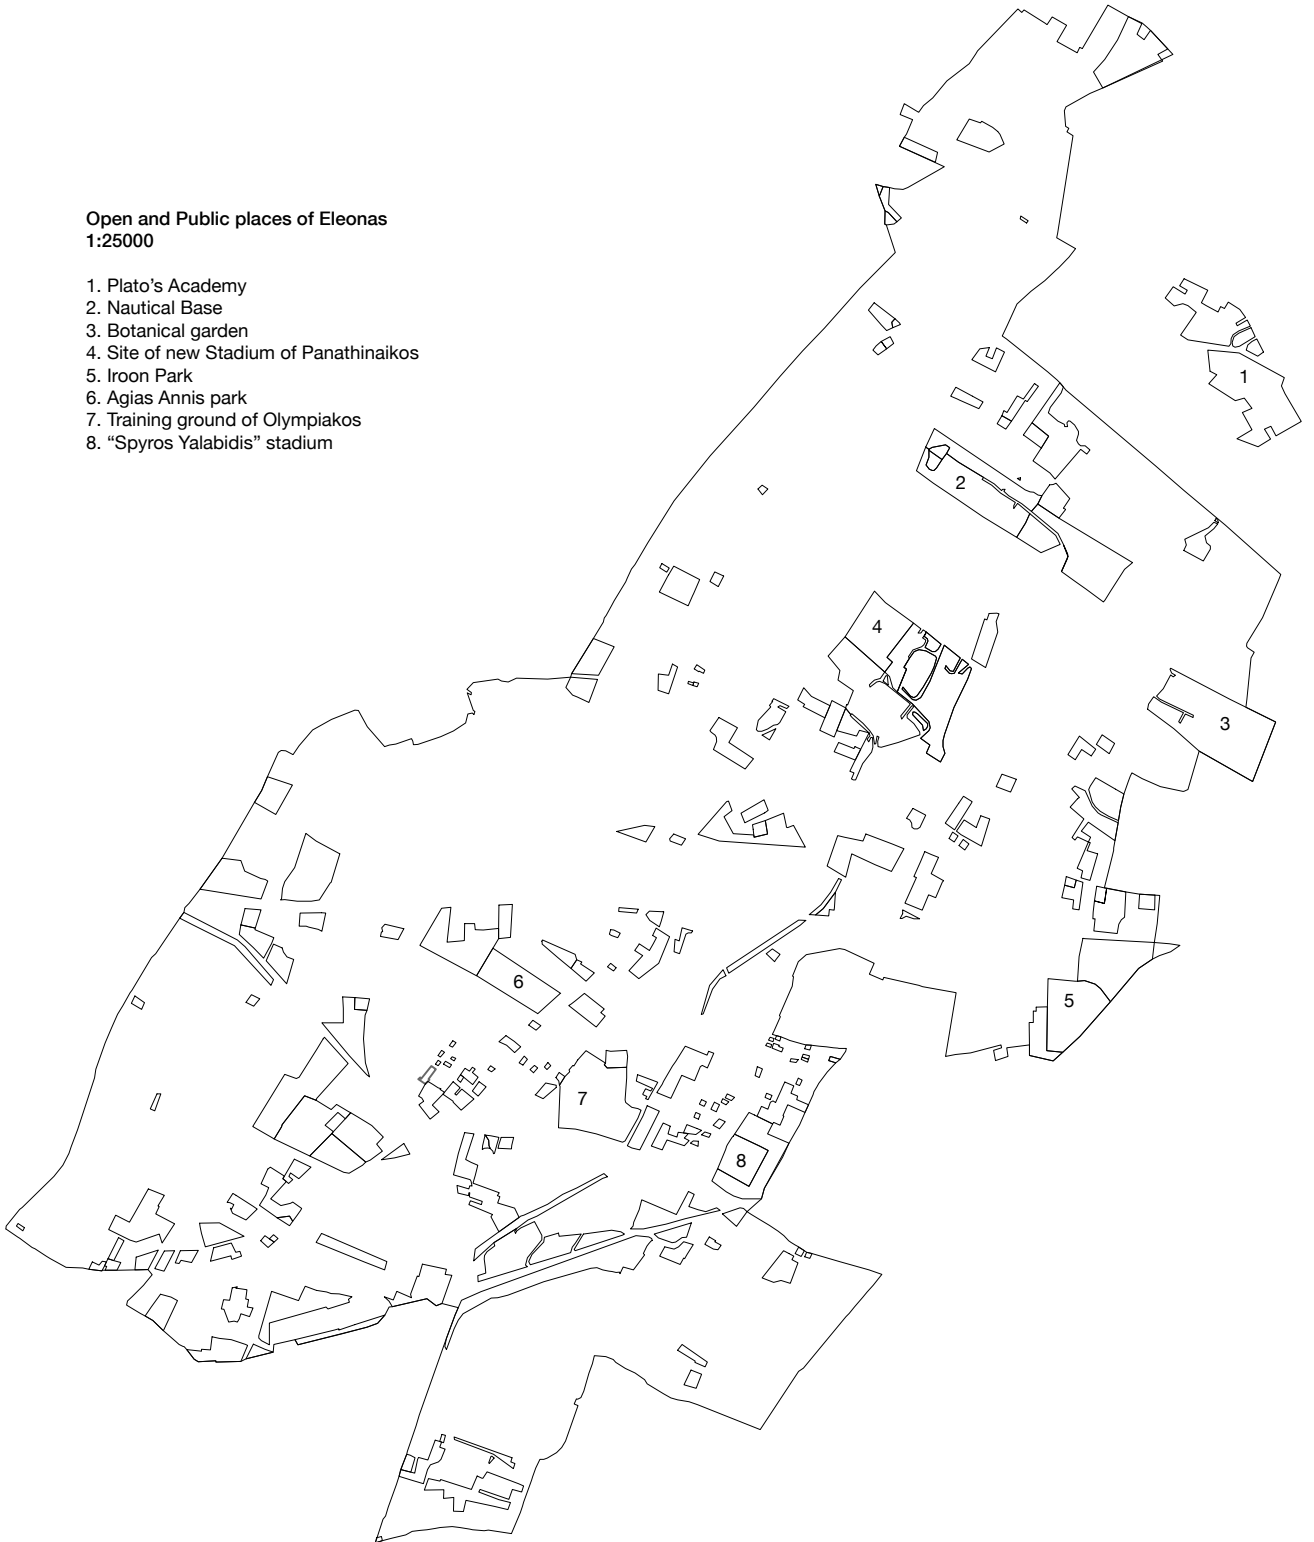 Open and Public places of Eleonas
1:25000
1. Plato’s Academy
2. Nautical Base
3. Botanical garden
4. Site of new Stadium of Panathinaikos
5. Iroon Park
6. Agias Annis park
7. Training ground of Olympiakos
8. “Spyros Yalabidis” stadium
1
2
4
3
6
5
7
8